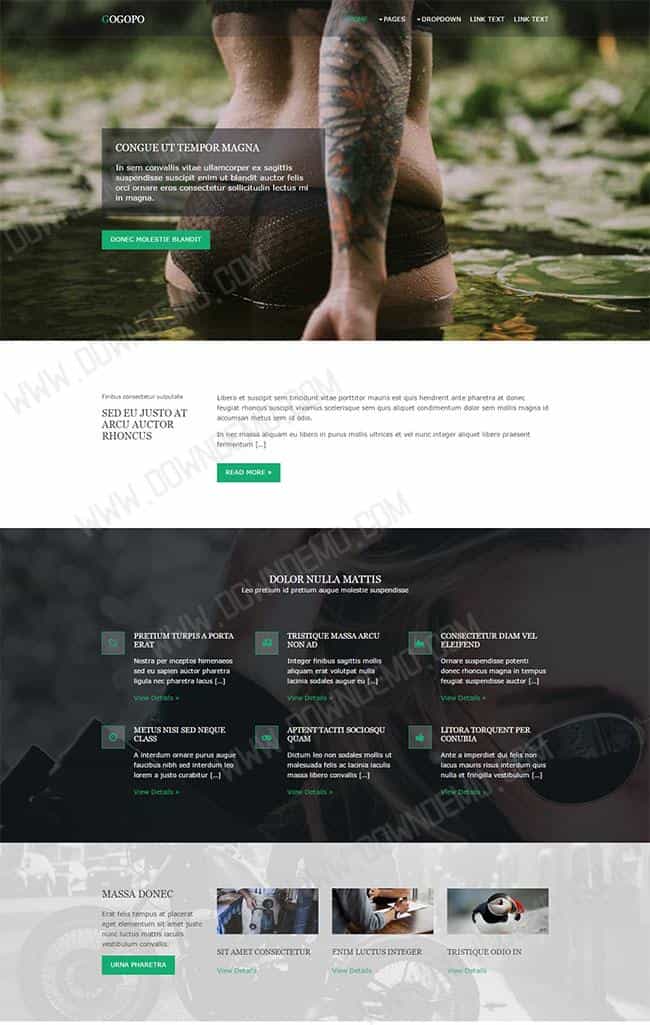 GOGOPO
HOME
PAGES
DROPDOWN
LINK TEXT
LINK TEXT
CONGUE UT TEMPOR MAGNA
In sem convallis vitae ullamcorper ex sagittis
suspendisse suscipit enim ut blandit auctor felis
orci ornare eros consectetur sollicitudin lectus mi
in magna.
DONEC MOLESTIE BLANDIT
WWW.DOWNDEMO.COM
Finibus consectetur vulputate
SED EU JUSTO AT
ARCU AUCTOR
RHONCUS
Libero et suscipit sem tincidunt vitae porttitor mauris est quis hendrerit ante pharetra at donec
feugiat rhoncus suscipit vivamus scelerisque sem quis aliquet condimentum dolor sem mollis magna id
accumsan metus sem id odio.
In nec massa aliquam eu libero in purus mollis ultrices et vel nunc integer aliquet libero praesent
fermentum [...]
READ MORE »
WWW.DOWNDEMO.COM
DOLOR NULLA MATTIS
Leo pretium id pretium augue molestie suspendisse
PRETIUM TURPIS A PORTA
ERAT
Nostra per inceptos himenaeos
sed eu sapien auctor pharetra
ligula nec pharetra lacus [...]
View Details »
TRISTIQUE MASSA ARCU
NON AD
Integer finibus sagittis mollis
aliquam erat volutpat nulla
lacinia sodales augue eu [...]
View Details »
CONSECTETUR DIAM VEL
ELEIFEND
Ornare suspendisse potenti
donec rhoncus magna in tempus
feugiat suspendisse auctor [...]
View Details »
METUS NISI SED NEQUE
CLASS
A interdum ornare purus augue
faucibus nibh sed interdum leo
lorem a justo curabitur [...]
View Details »
APTENT TACITI SOCIOSQU
QUAM
Dictum leo non sodales mollis ut
malesuada felis ac lacinia iaculis
massa libero convallis [...]
View Details »
LITORA TORQUENT PER
CONUBIA
Ante a imperdiet dui felis non
lacus mauris risus interdum quis
nulla et fringilla vestibulum [...]
View Details »
MASSA DONEC
Erat felis tempus at placerat
eget elementum sit amet justo
nunc luctus mattis iaculis
vestibulum convallis.
URNA PHARETRA
SIT AMET CONSECTETUR
View Details
ENIM LUCTUS INTEGER
View Details
TRISTIQUE ODIO IN
View Details